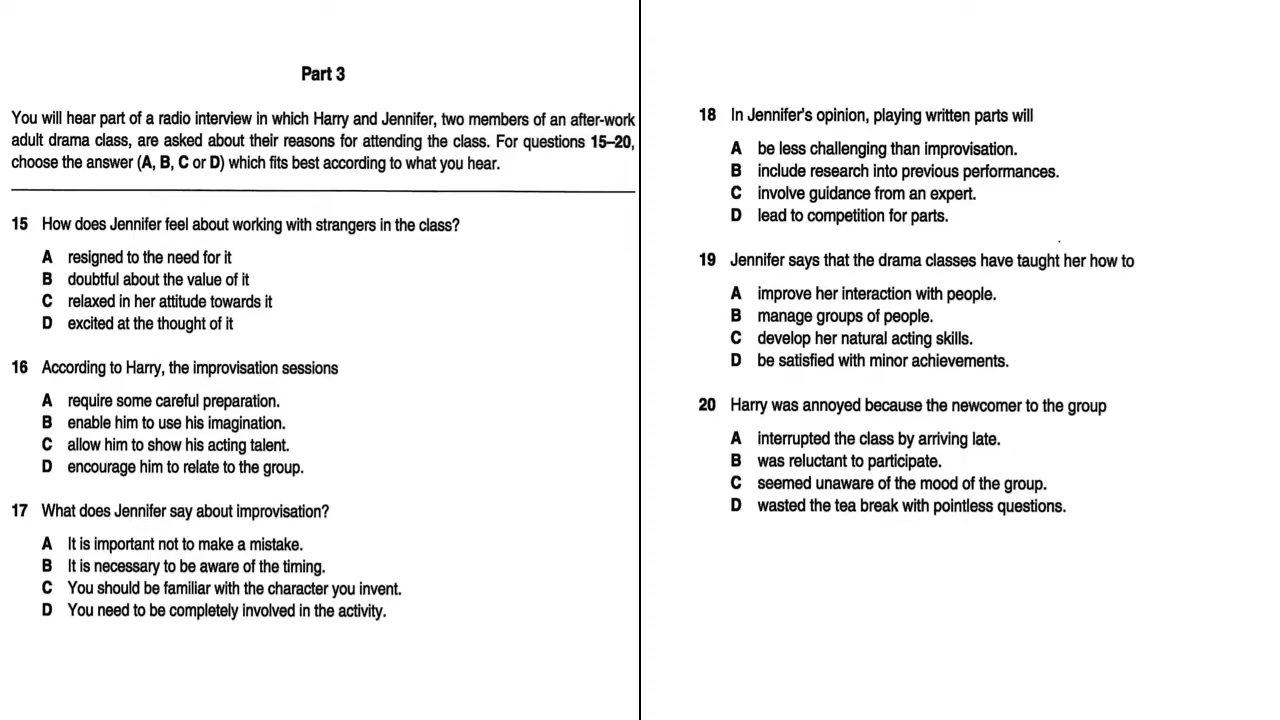 Part 3
You will hear part of a radio interview in which Harry and Jennifer, two members of an after-work
adult drama class, are asked about their reasons for attending the class. For questions 15–20,
choose the answer (A, B, C or D) which fits best according to what you hear.
15 How does Jennifer feel about working with strangers in the class?
A resigned to the need for it
B doubtful about the value of it
C relaxed in her attitude towards it
D excited at the thought of it
16 According to Harry, the improvisation sessions
A require some careful preparation.
B enable him to use his imagination.
C allow him to show his acting talent.
D encourage him to relate to the group.
17 What does Jennifer say about improvisation?
A It is important not to make a mistake.
B It is necessary to be aware of the timing.
C You should be familiar with the character you invent.
D You need to be completely involved in the activity.
18 In Jennifer's opinion, playing written parts will
A be less challenging than improvisation.
B include research into previous performances.
C involve guidance from an expert.
D lead to competition for parts.
19 Jennifer says that the drama classes have taught her how to
A improve her interaction with people.
B manage groups of people.
C develop her natural acting skills.
D be satisfied with minor achievements.
20 Harry was annoyed because the newcomer to the group
A interrupted the class by arriving late.
B was reluctant to participate.
C seemed unaware of the mood of the group.
D wasted the tea break with pointless questions.